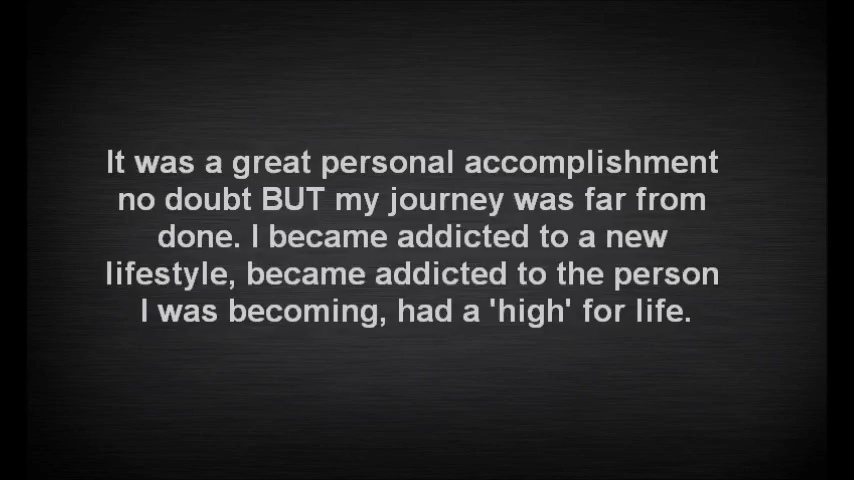 It was a great personal accomplishment
no doubt BUT my journey was far from
done. I became addicted to a new
lifestyle, became addicted to the person
I was becoming, had a 'high' for life.